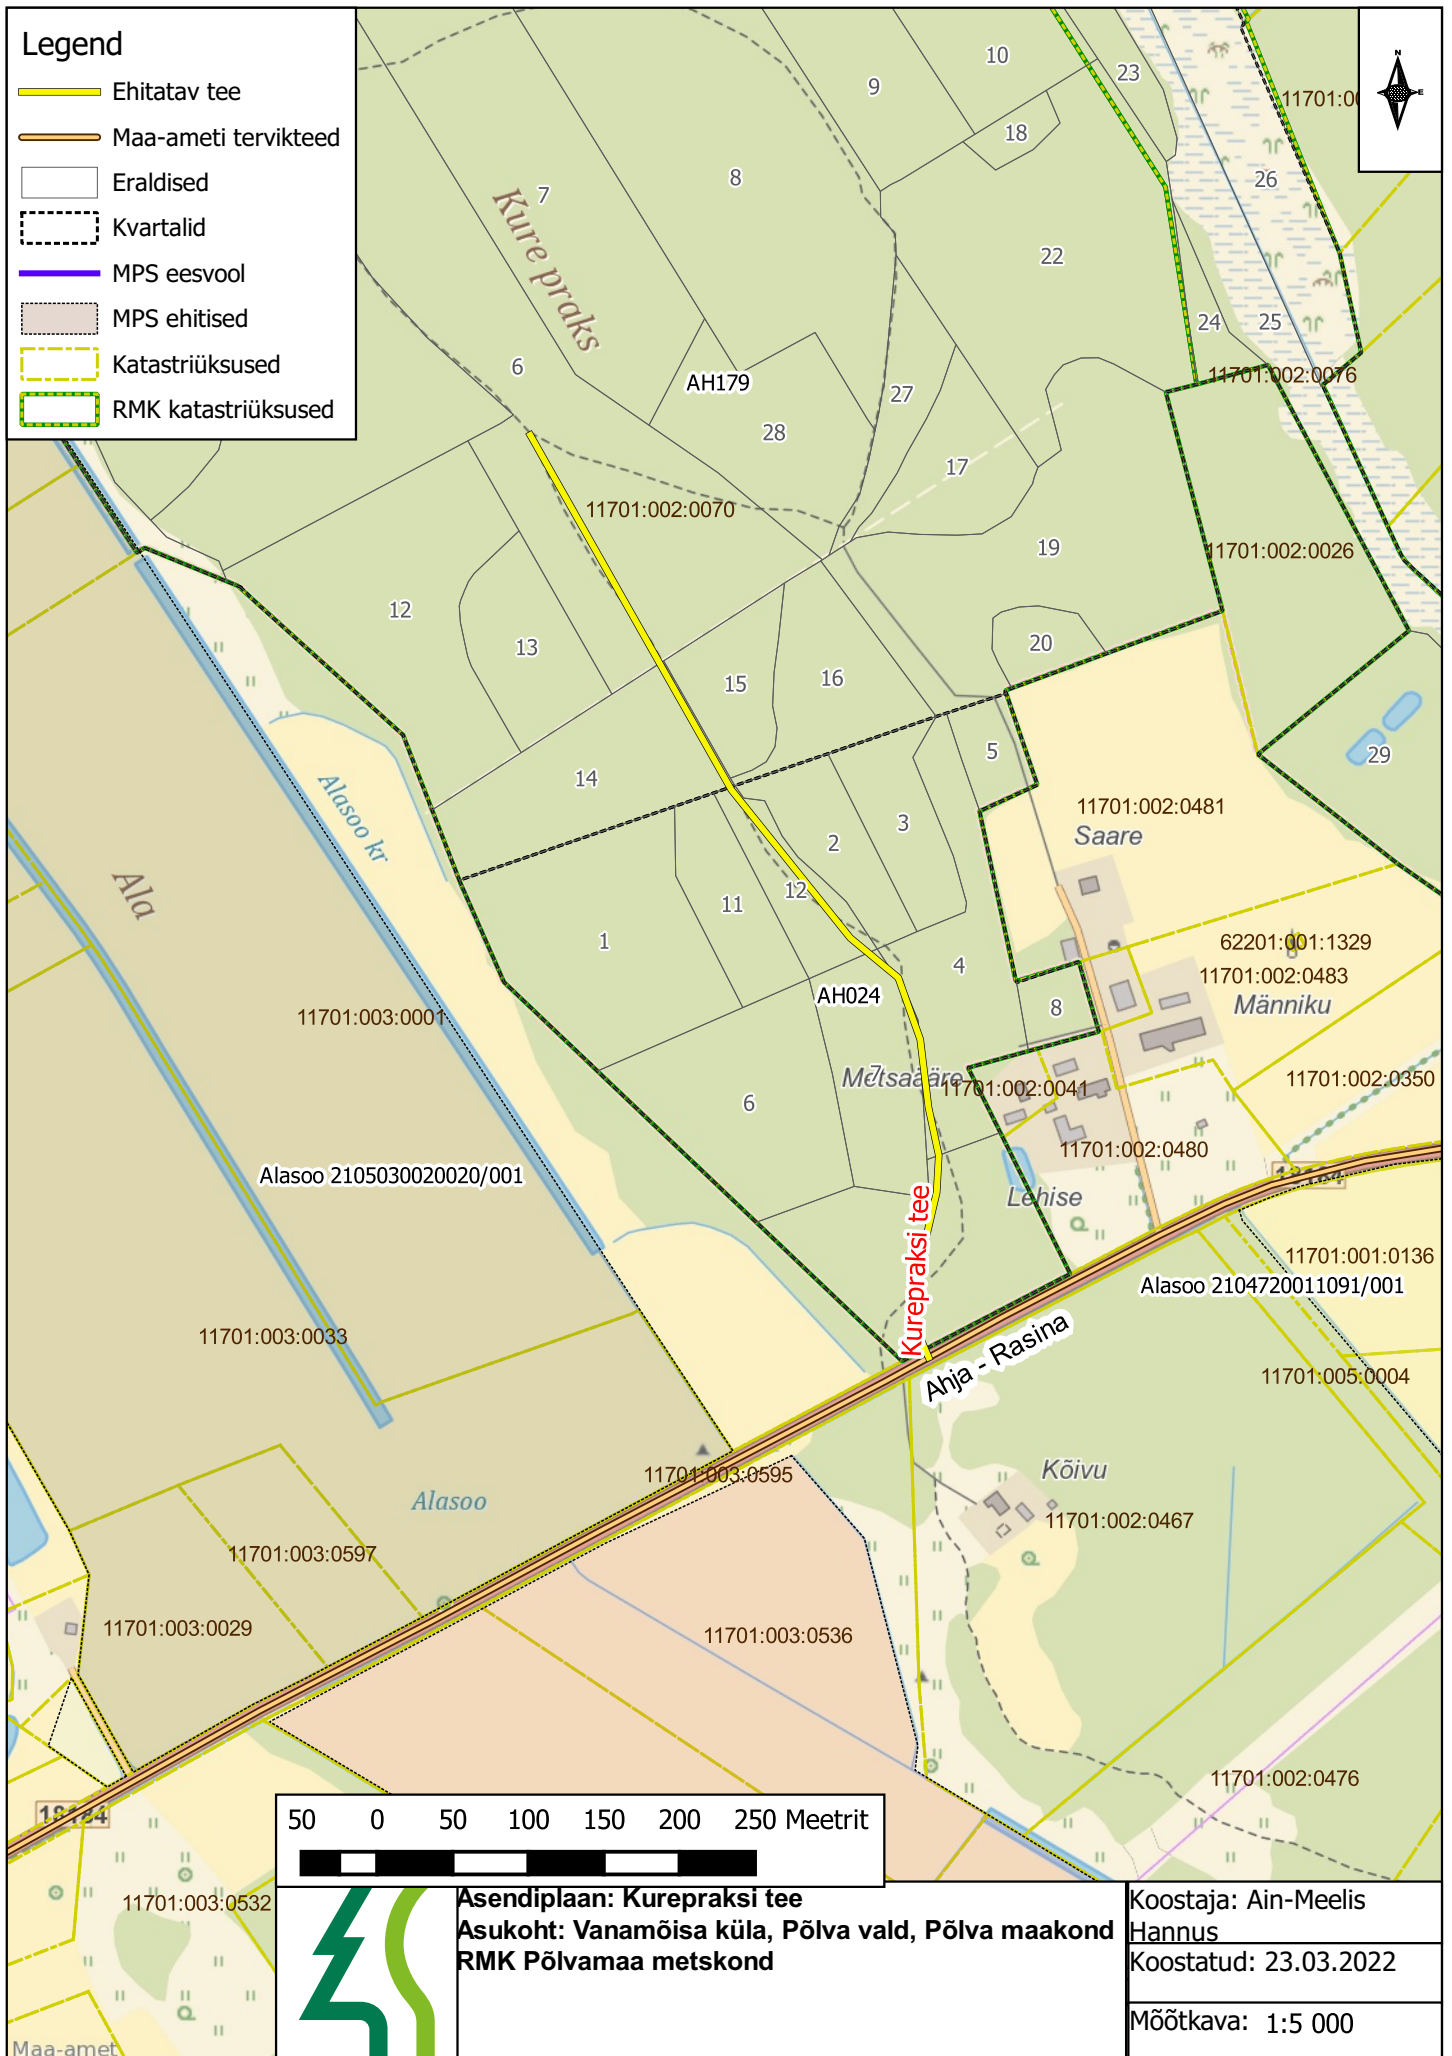 Legend
Ehitatav tee
Maa-ameti tervikteed
Eraldised
Kvartalid
MPS eesvool
MPS ehitised
Katastriüksused
RMK katastriüksused
N
E
10
23
9
11701:00
18
8
7
26
Kure praks
22
24
25
6
11701:002:0076
AH179
27
28
17
11701:002:0070
19
11701:002:0026
12
13
20
15
16
14
5
29
Alasoo kr
11701:002:0481
Saare
2
3
Ala
12
11
1
62201:001:1329
4
11701:002:0483
AH024
Männiku
8
11701:003:0001
7
Metsaääre
11701:002:0041
11701:002:0350
6
11701:002:0480
Alasoo 2105030020020/001
18184
Lehise
Kurepraksi tee
11701:001:0136
Alasoo 2104720011091/001
11701:003:0033
Ahja - Rasina
11701:005:0004
11701:003:0595
Kõivu
Alasoo
11701:002:0467
11701:003:0597
11701:003:0029
11701:003:0536
11701:002:0476
18184
50 0 50 100 150 200 250 Meetrit
11701:003:0532
Asendiplaan: Kurepraksi tee
Asukoht: Vanamõisa küla, Põlva vald, Põlva maakond
RMK Põlvamaa metskond
Koostaja: Ain-Meelis
Hannus
Koostatud: 23.03.2022
Mõõtkava: 1:5 000
Maa-amet